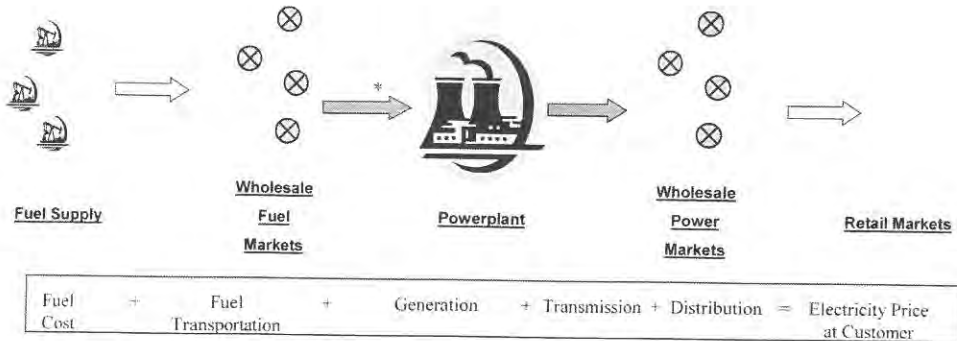 *
Fuel Supply
Wholesale
Fuel
Markets
Powerplant
Wholesale
Power
Markets
Retail Markets
Fuel + Fuel + Generation + Transmission + Distribution = Electricity Price
Cost Transportation at Customer